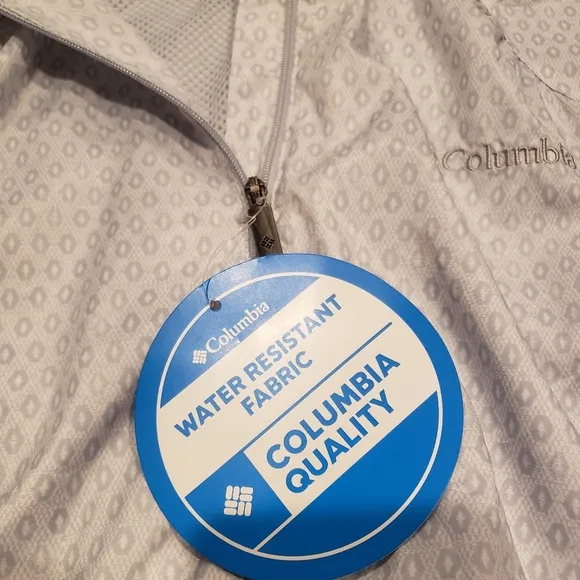 Columbia
Columbia
WATER RESISTANT
FABRIC
COLUMBIA
QUALITY